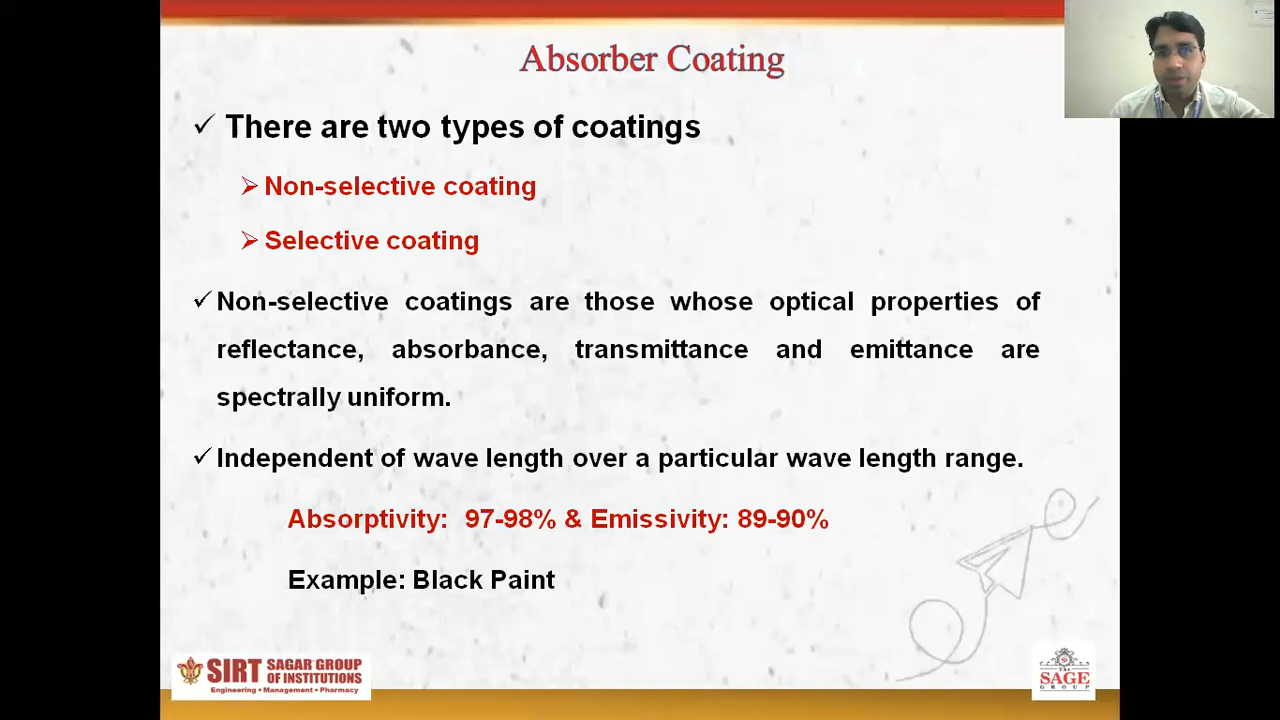 Absorber Coating
There are two types of coatings
Non-selective coating
Selective coating
Non-selective coatings are those whose optical properties of
reflectance, absorbance, transmittance and emittance are
spectrally uniform.
Independent of wave length over a particular wave length range.
Absorptivity: 97-98% & Emissivity: 89-90%
Example: Black Paint
SIRT SAGAR GROUP
OF INSTITUTIONS
Engineering • Management • Pharmacy
The
SAGE
GROUP